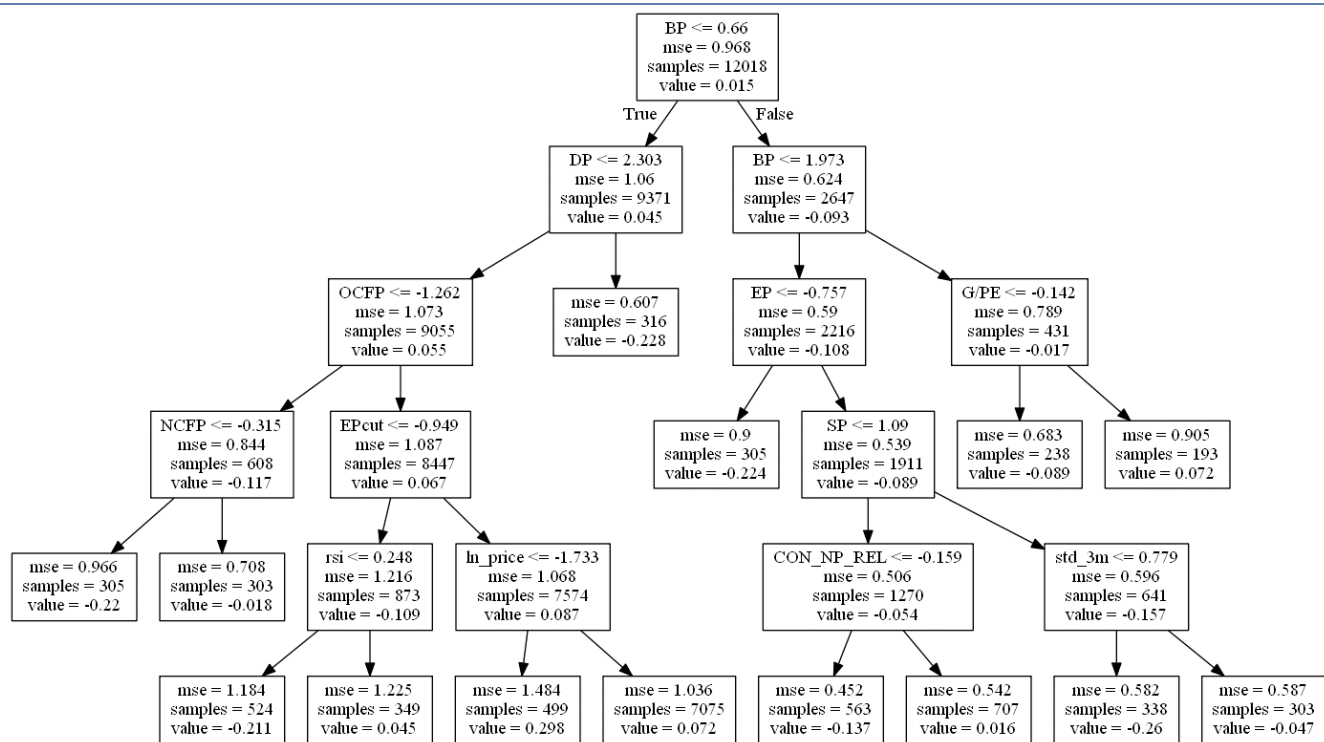 BP <= 0.66
mse = 0.968
samples = 12018
value = 0.015
True
False
DP <= 2.303
mse = 1.06
samples = 9371
value = 0.045
BP <= 1.973
mse = 0.624
samples = 2647
value = -0.093
OCFP <= -1.262
mse = 1.073
samples = 9055
value = 0.055
mse = 0.607
samples = 316
value = -0.228
EP <= -0.757
mse = 0.59
samples = 2216
value = -0.108
G/PE <= -0.142
mse = 0.789
samples = 431
value = -0.017
NCFP <= -0.315
mse = 0.844
samples = 608
value = -0.117
EPcut <= -0.949
mse = 1.087
samples = 8447
value = 0.067
mse = 0.9
samples = 305
value = -0.224
SP <= 1.09
mse = 0.539
samples = 1911
value = -0.089
mse = 0.683
samples = 238
value = -0.089
mse = 0.905
samples = 193
value = 0.072
mse = 0.966
samples = 305
value = -0.22
mse = 0.708
samples = 303
value = -0.018
rsi <= 0.248
mse = 1.216
samples = 873
value = -0.109
ln_price <= -1.733
mse = 1.068
samples = 7574
value = 0.087
CON_NP_REL <= -0.159
mse = 0.506
samples = 1270
value = -0.054
std_3m <= 0.779
mse = 0.596
samples = 641
value = -0.157
mse = 1.184
samples = 524
value = -0.211
mse = 1.225
samples = 349
value = 0.045
mse = 1.484
samples = 499
value = 0.298
mse = 1.036
samples = 7075
value = 0.072
mse = 0.452
samples = 563
value = -0.137
mse = 0.542
samples = 707
value = 0.016
mse = 0.582
samples = 338
value = -0.26
mse = 0.587
samples = 303
value = -0.047